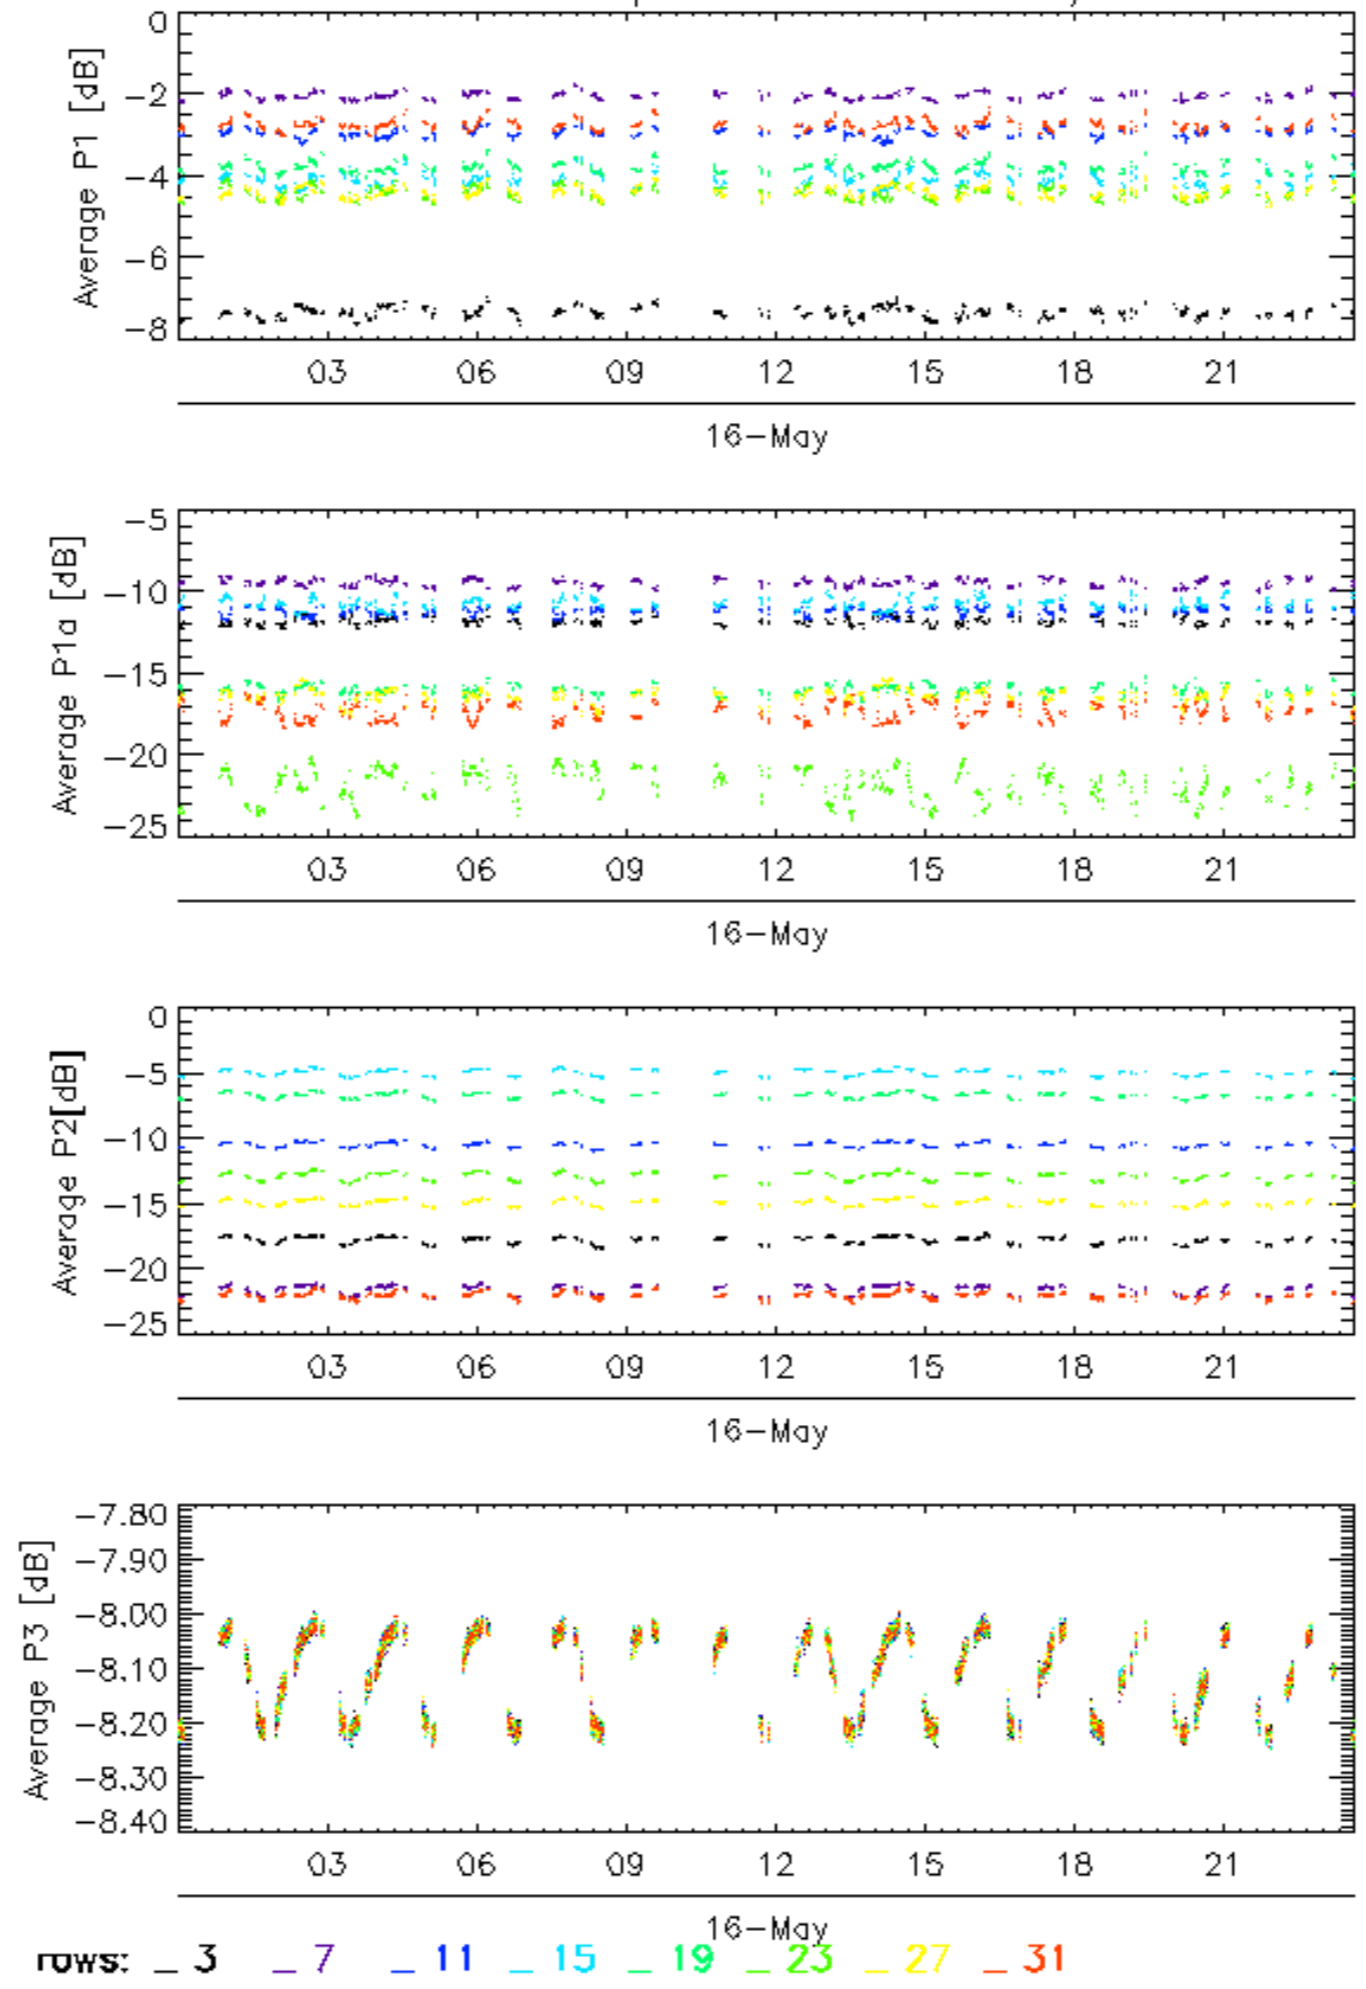 0
−2
−4
−6
−8
Average P1 [dB]
03 06 09 12 15 18 21
16−May
−5
−10
−15
−20
−25
Average P1a [dB]
03 06 09 12 15 18 21
16−May
0
−5
−10
−15
−20
−25
Average P2[dB]
03 06 09 12 15 18 21
16−May
−7.80
−7.90
−8.00
−8.10
−8.20
−8.30
−8.40
Average P3 [dB]
03 06 09 12 15 18 21
16−May
rows: _ 3 _ 7 _ 11 _ 15 _ 19 _ 23 _ 27 _ 31